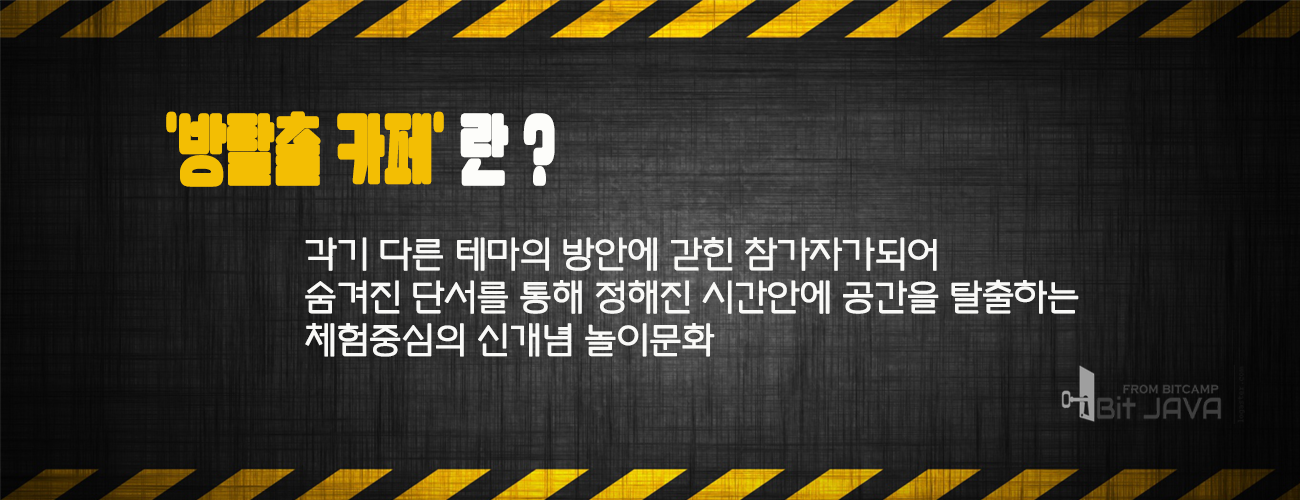 '방탈출 카페' 란 ?
각기 다른 테마의 방안에 갇힌 참가자가되어
숨겨진 단서를 통해 정해진 시간안에 공간을 탈출하는
체험중심의 신개념 놀이문화
FROM BITCAMP
Bit JAVA